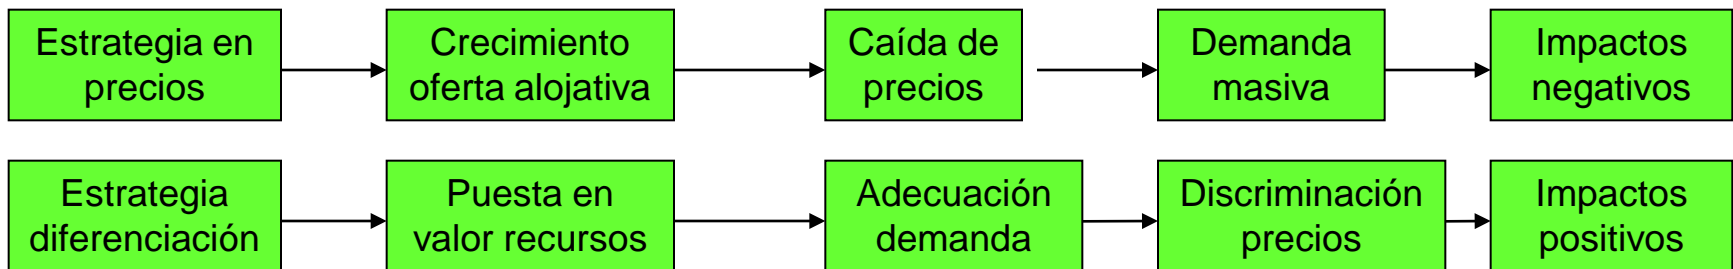 Estrategia en
precios
Crecimiento
oferta alojativa
Caída de
precios
Demanda
masiva
Impactos
negativos
Estrategia
diferenciación
Puesta en
valor recursos
Adecuación
demanda
Discriminación
precios
Impactos
positivos